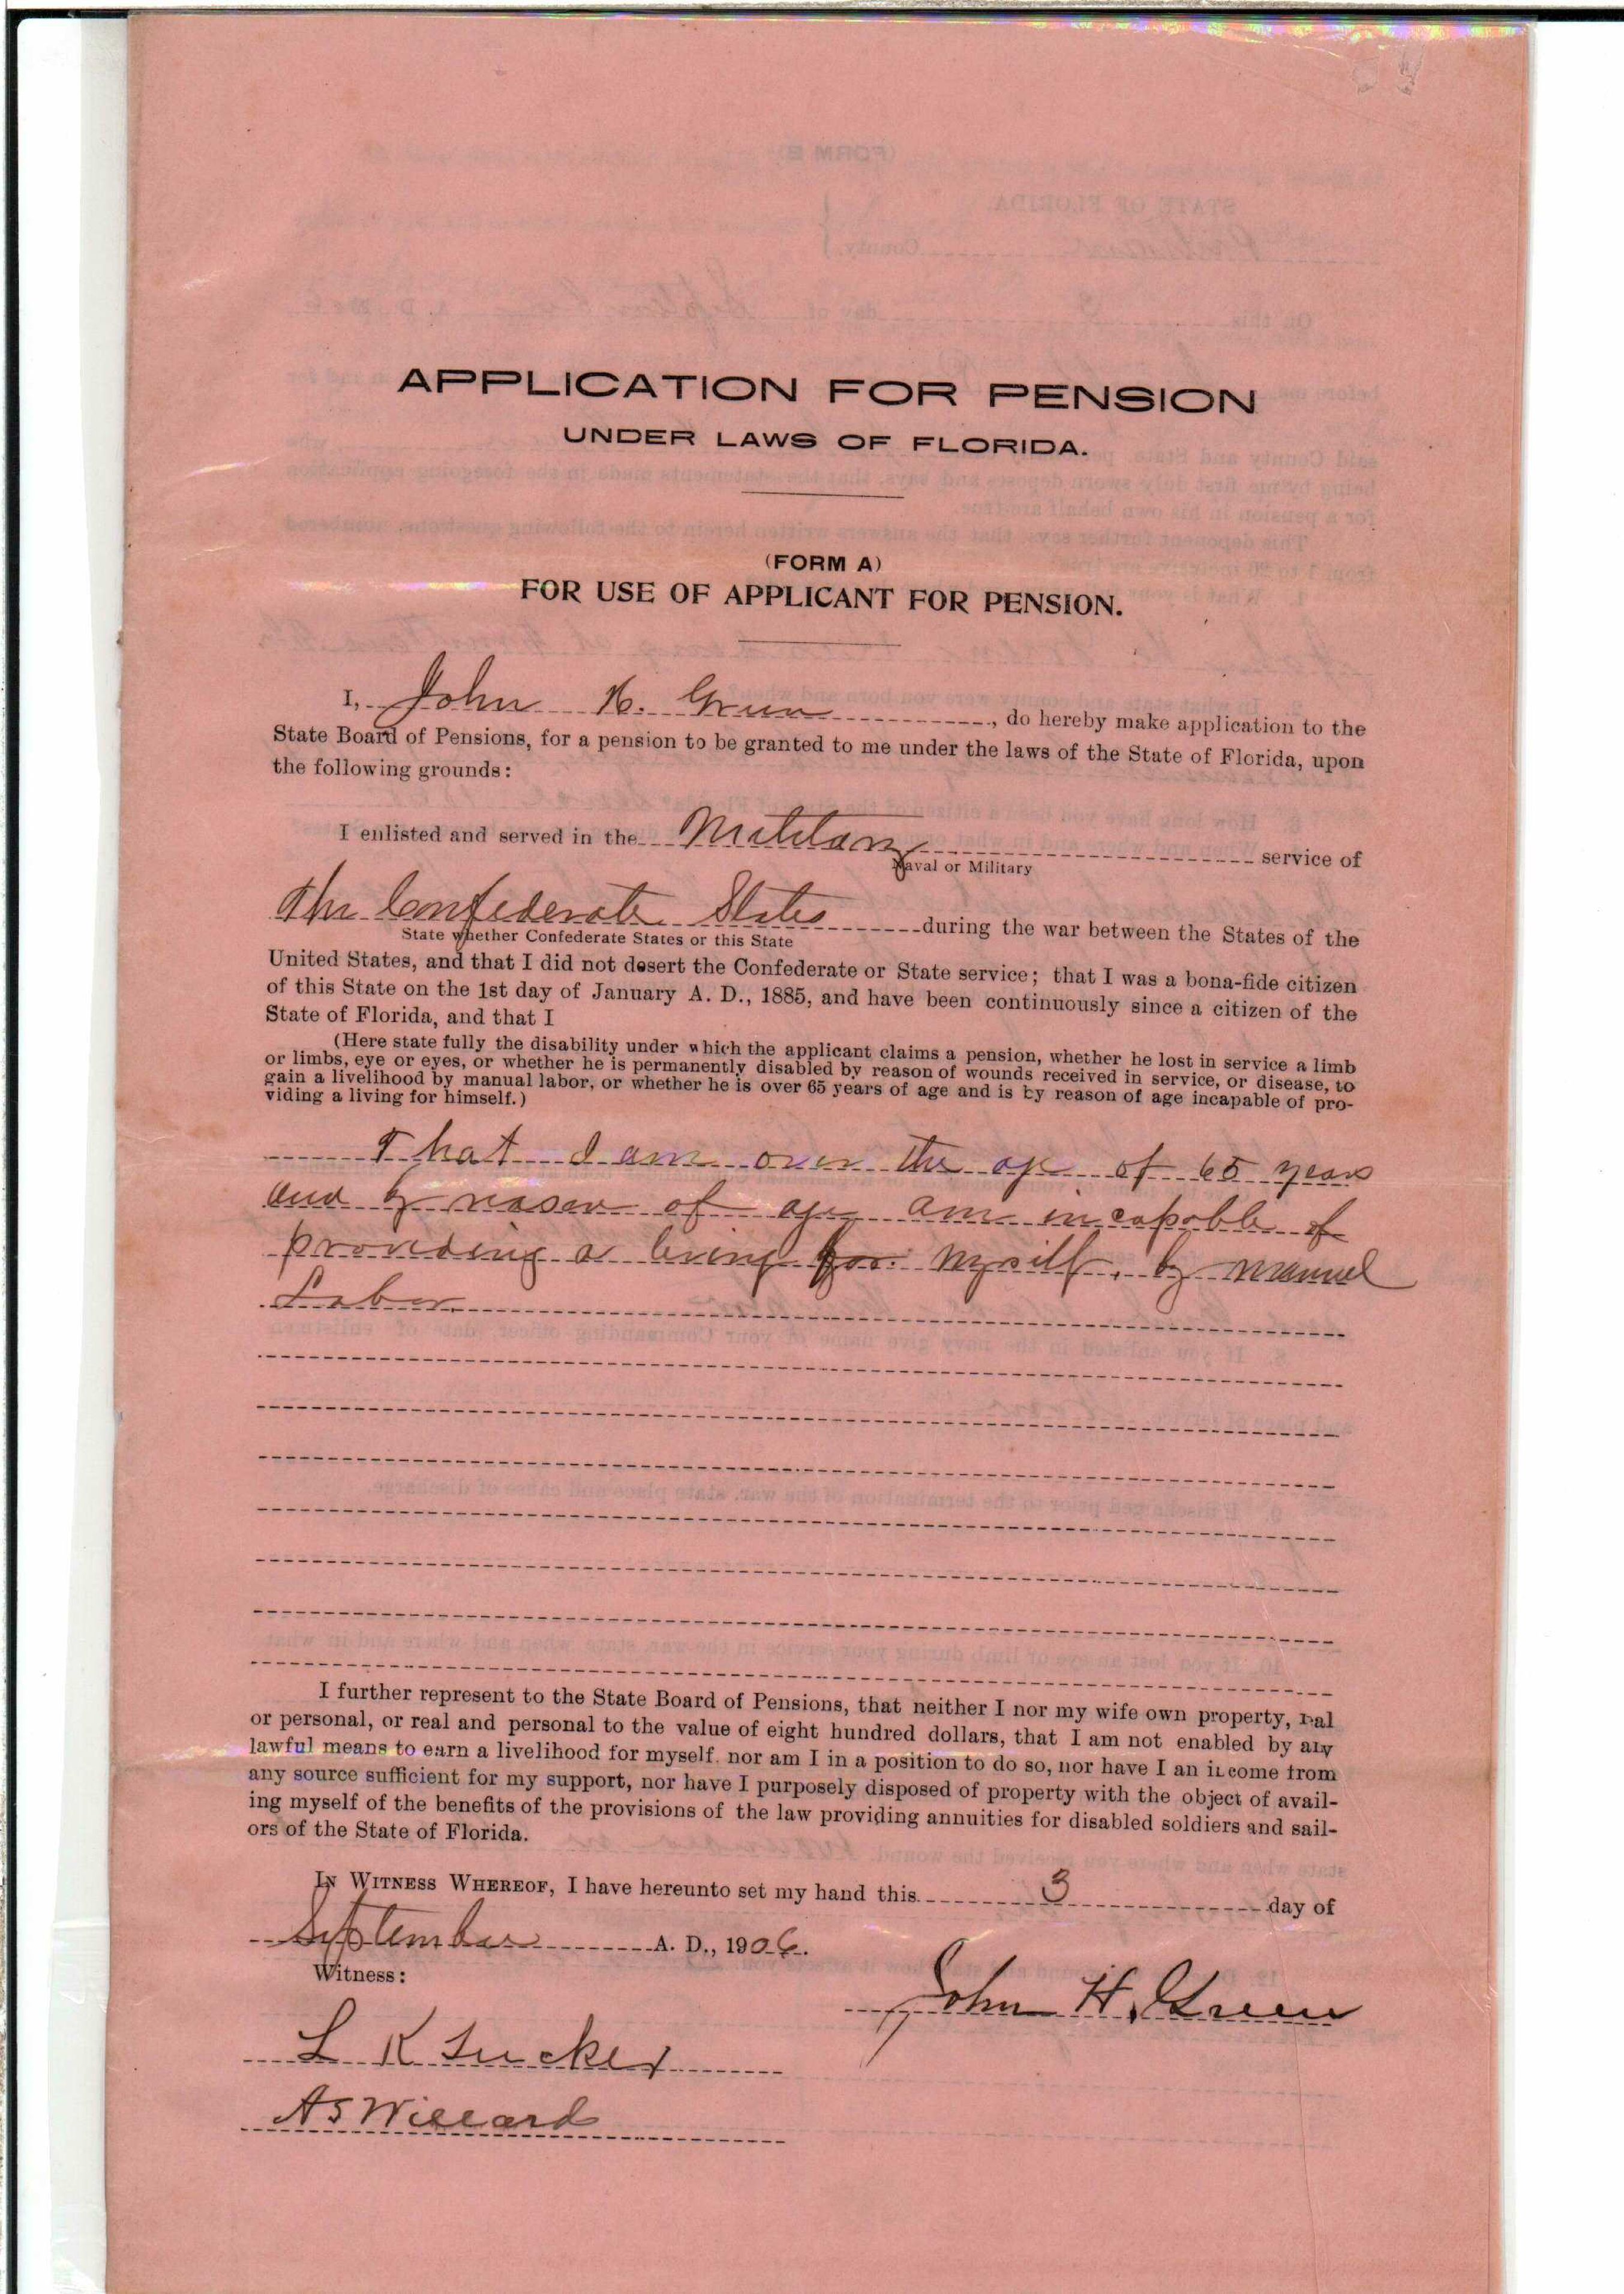 APPLICATION FOR PENSION
UNDER LAWS OF FLORIDA.
(FORM A)
FOR USE OF APPLICANT FOR PENSION.
I, John H. Green, do hereby make application to the
State Board of Pensions, for a pension to be granted to me under the laws of the State of Florida, upon
the following grounds:
I enlisted and served in the Military service of
Naval or Military
The Confederate States during the war between the States of the
State whether Confederate States or this State
United States, and that I did not desert the Confederate or State service; that I was a bona-fide citizen
of this State on the 1st day of January A. D., 1885, and have been continuously since a citizen of the
State of Florida, and that I
(Here state fully the disability under which the applicant claims a pension, whether he lost in service a limb
or limbs, eye or eyes, or whether he is permanently disabled by reason of wounds received in service, or disease, to
gain a livelihood by manual labor, or whether he is over 65 years of age and is by reason of age incapable of pro-
viding a living for himself.)
That I am over the age of 65 years
and by reason of age am incapable of
providing a living for myself, by manuel
Labor
I further represent to the State Board of Pensions, that neither I nor my wife own property, real
or personal, or real and personal to the value of eight hundred dollars, that I am not enabled by any
lawful means to earn a livelihood for myself, nor am I in a position to do so, nor have I an income from
any source sufficient for my support, nor have I purposely disposed of property with the object of avail-
ing myself of the benefits of the provisions of the law providing annuities for disabled soldiers and sail-
ors of the State of Florida.
IN WITNESS WHEREOF, I have hereunto set my hand this 3 day of
September A. D., 1906.
Witness:
John H. Green
L K Tucker
A S Willard